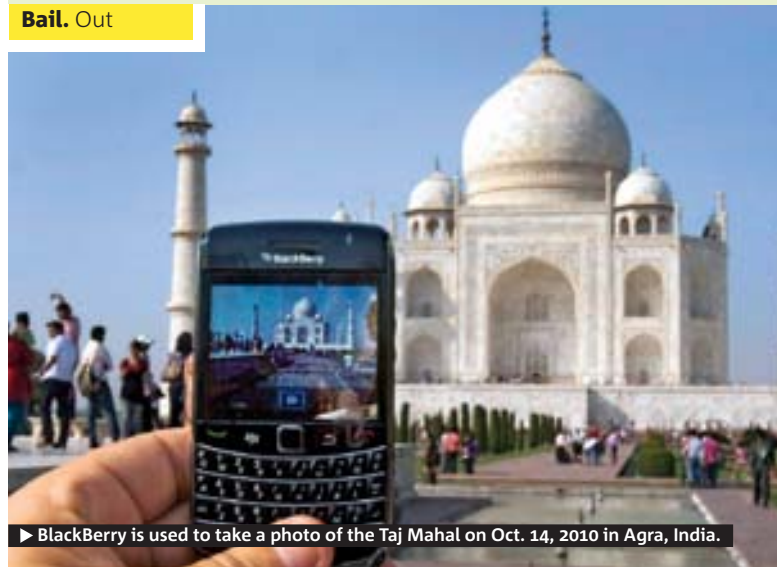 Bail. Out
BlackBerry
▶ BlackBerry is used to take a photo of the Taj Mahal on Oct. 14, 2010 in Agra, India.